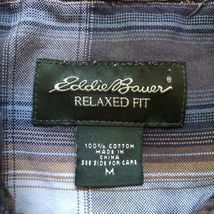 Eddie Bauer®
RELAXED FIT
100% COTTON
MADE IN
CHINA
SEE SIDE FOR CARE
M